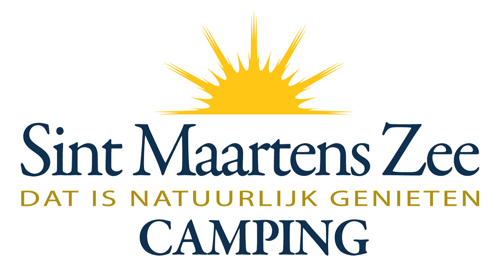 Sint Maartens Zee
DAT IS NATUURLIJK GENIETEN
CAMPING